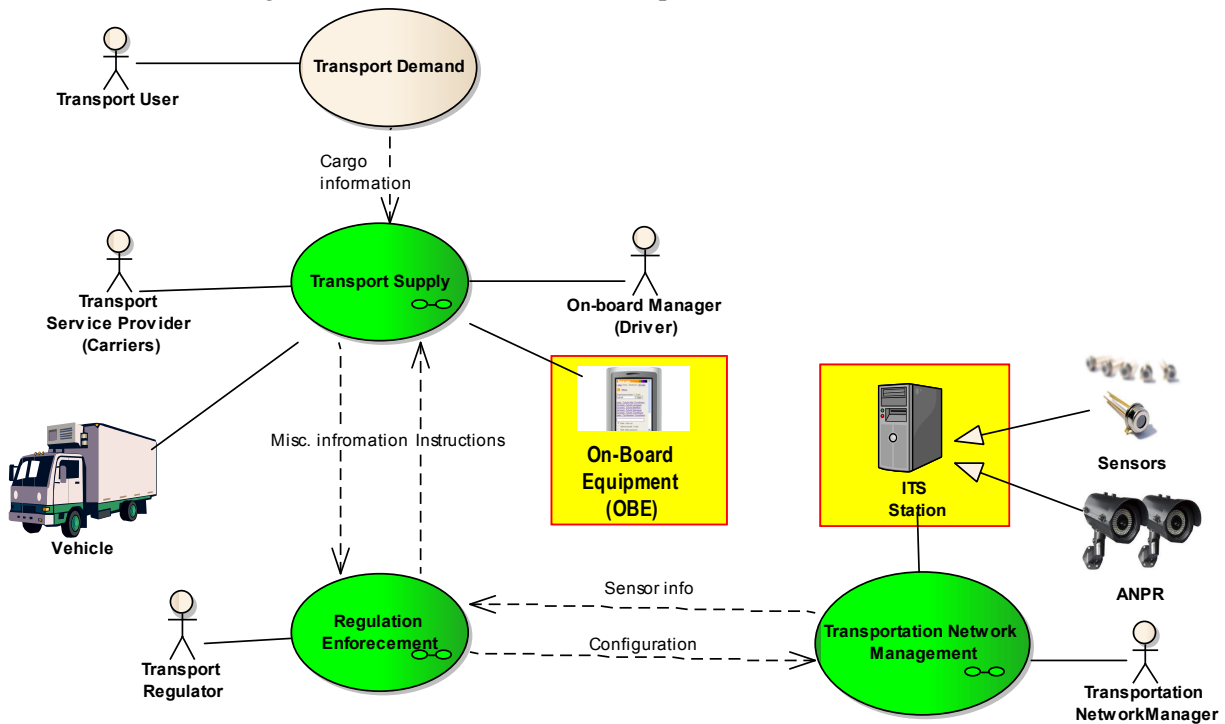 Transport Demand
Transport User
Cargo
information
Transport Supply
Transport
Service Provider
(Carriers)
On-board Manager
(Driver)
Misc. infromation
Instructions
On-Board
Equipment
(OBE)
ITS
Station
Sensors
ANPR
Vehicle
Sensor info
Configuration
Regulation
Enforecement
Transport
Regulator
Transportation Network
Management
Transportation
NetworkManager